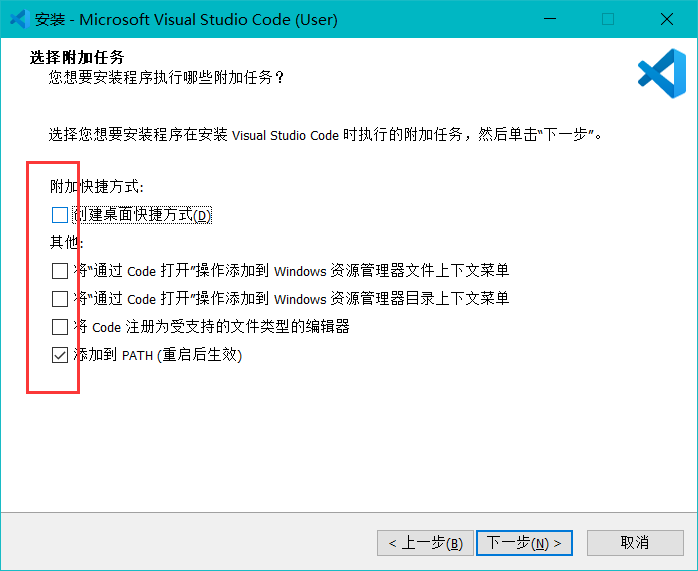 安装 - Microsoft Visual Studio Code (User)
选择附加任务
您想要安装程序执行哪些附加任务？
选择您想要安装程序在安装 Visual Studio Code 时执行的附加任务，然后单击“下一步”。
附加快捷方式:
创建桌面快捷方式(D)
其他:
将“通过 Code 打开”操作添加到 Windows 资源管理器文件上下文菜单
将“通过 Code 打开”操作添加到 Windows 资源管理器目录上下文菜单
将 Code 注册为受支持的文件类型的编辑器
添加到 PATH (重启后生效)
< 上一步(B) 下一步(N) > 取消